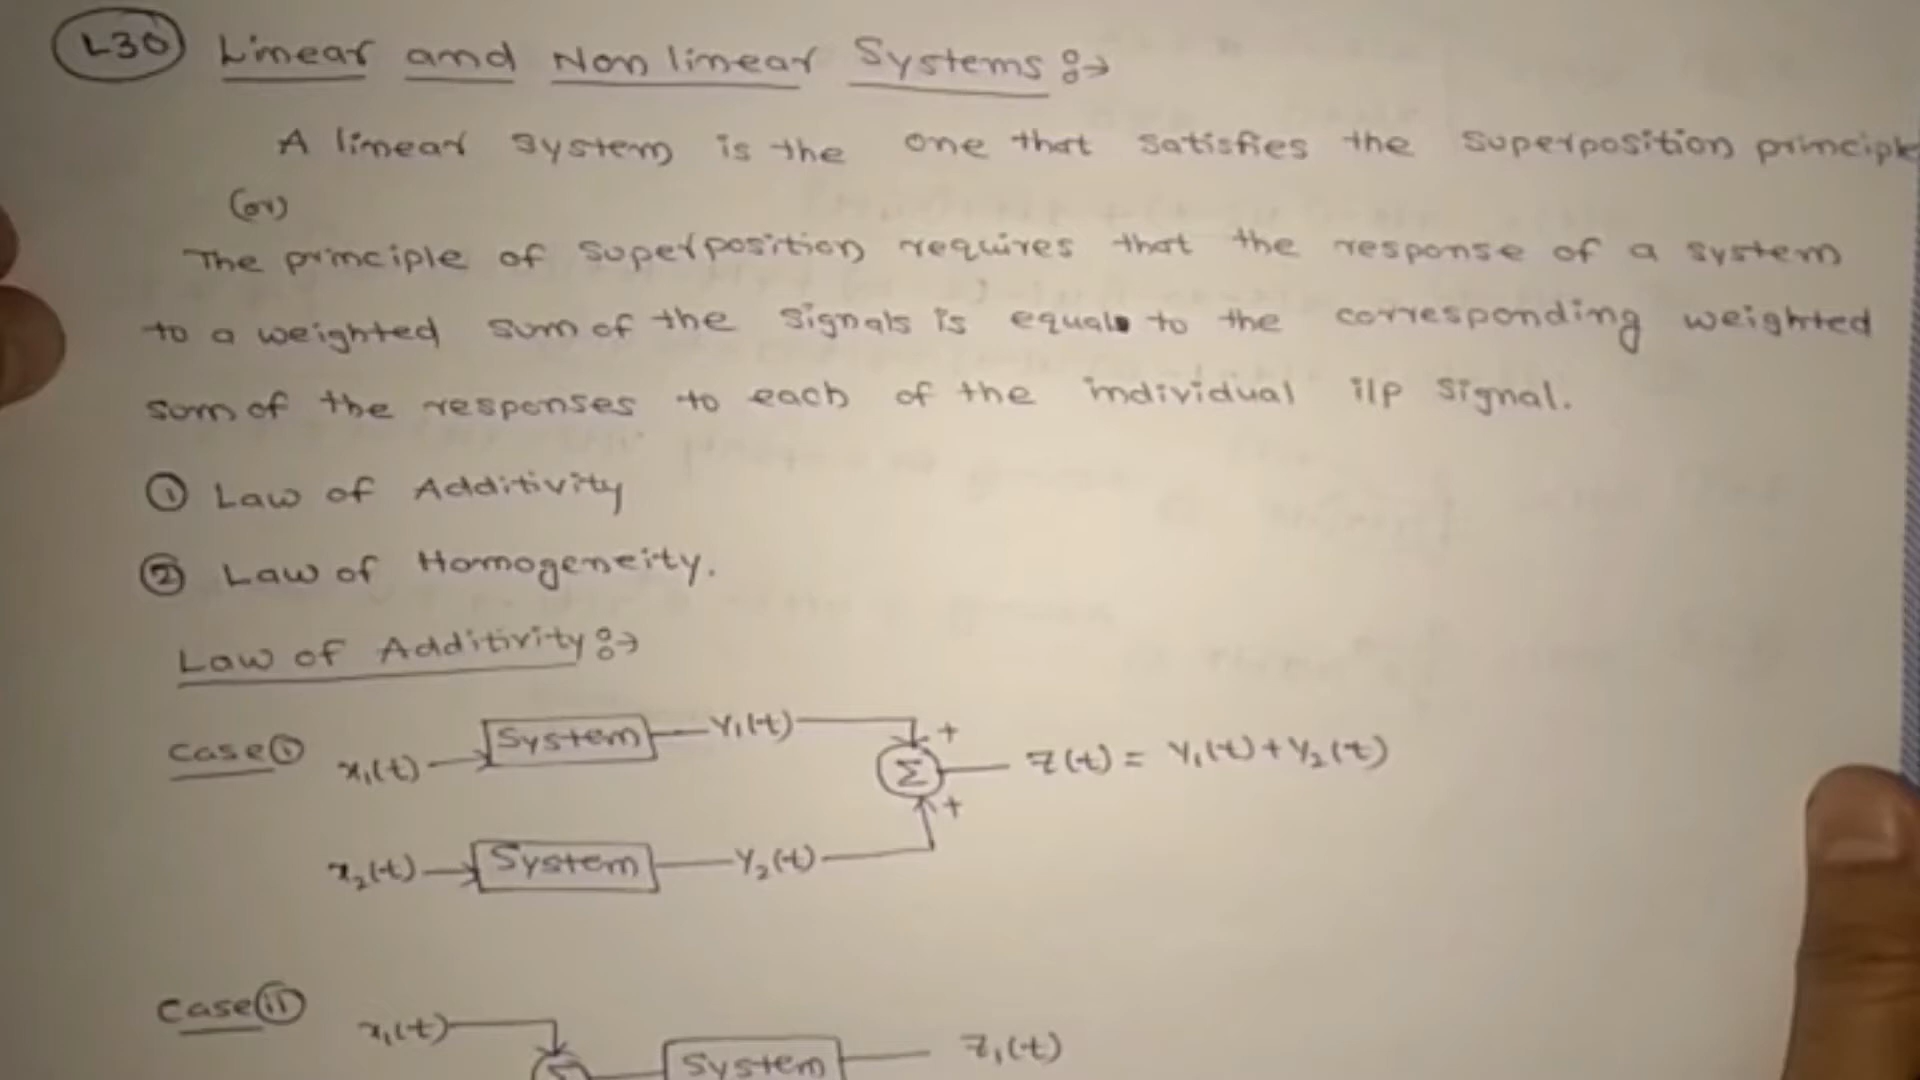 L30 Linear and Non linear Systems :→
A linear system is the one that satisfies the superposition principle
(or)
The principle of superposition requires that the response of a system
to a weighted sum of the signals is equal to the corresponding weighted
sum of the responses to each of the individual i/p signal.
① Law of Additivity
② Law of Homogeneity.
Law of Additivity :→
case ① x₁(t) System y₁(t) + Σ + z(t) = y₁(t) + y₂(t)
x₂(t) System y₂(t)
case (ii) x₁(t) Σ System z₁(t)